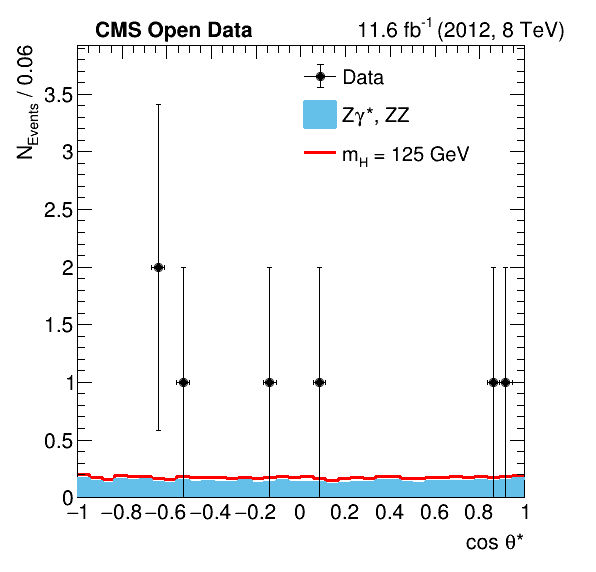 CMS Open Data 11.6 fb⁻¹ (2012, 8 TeV)
N_Events / 0.06
Data
Zγ*, ZZ
m_H = 125 GeV
3.5
3
2.5
2
1.5
1
0.5
0
−1 −0.8 −0.6 −0.4 −0.2 0 0.2 0.4 0.6 0.8 1
cos θ*